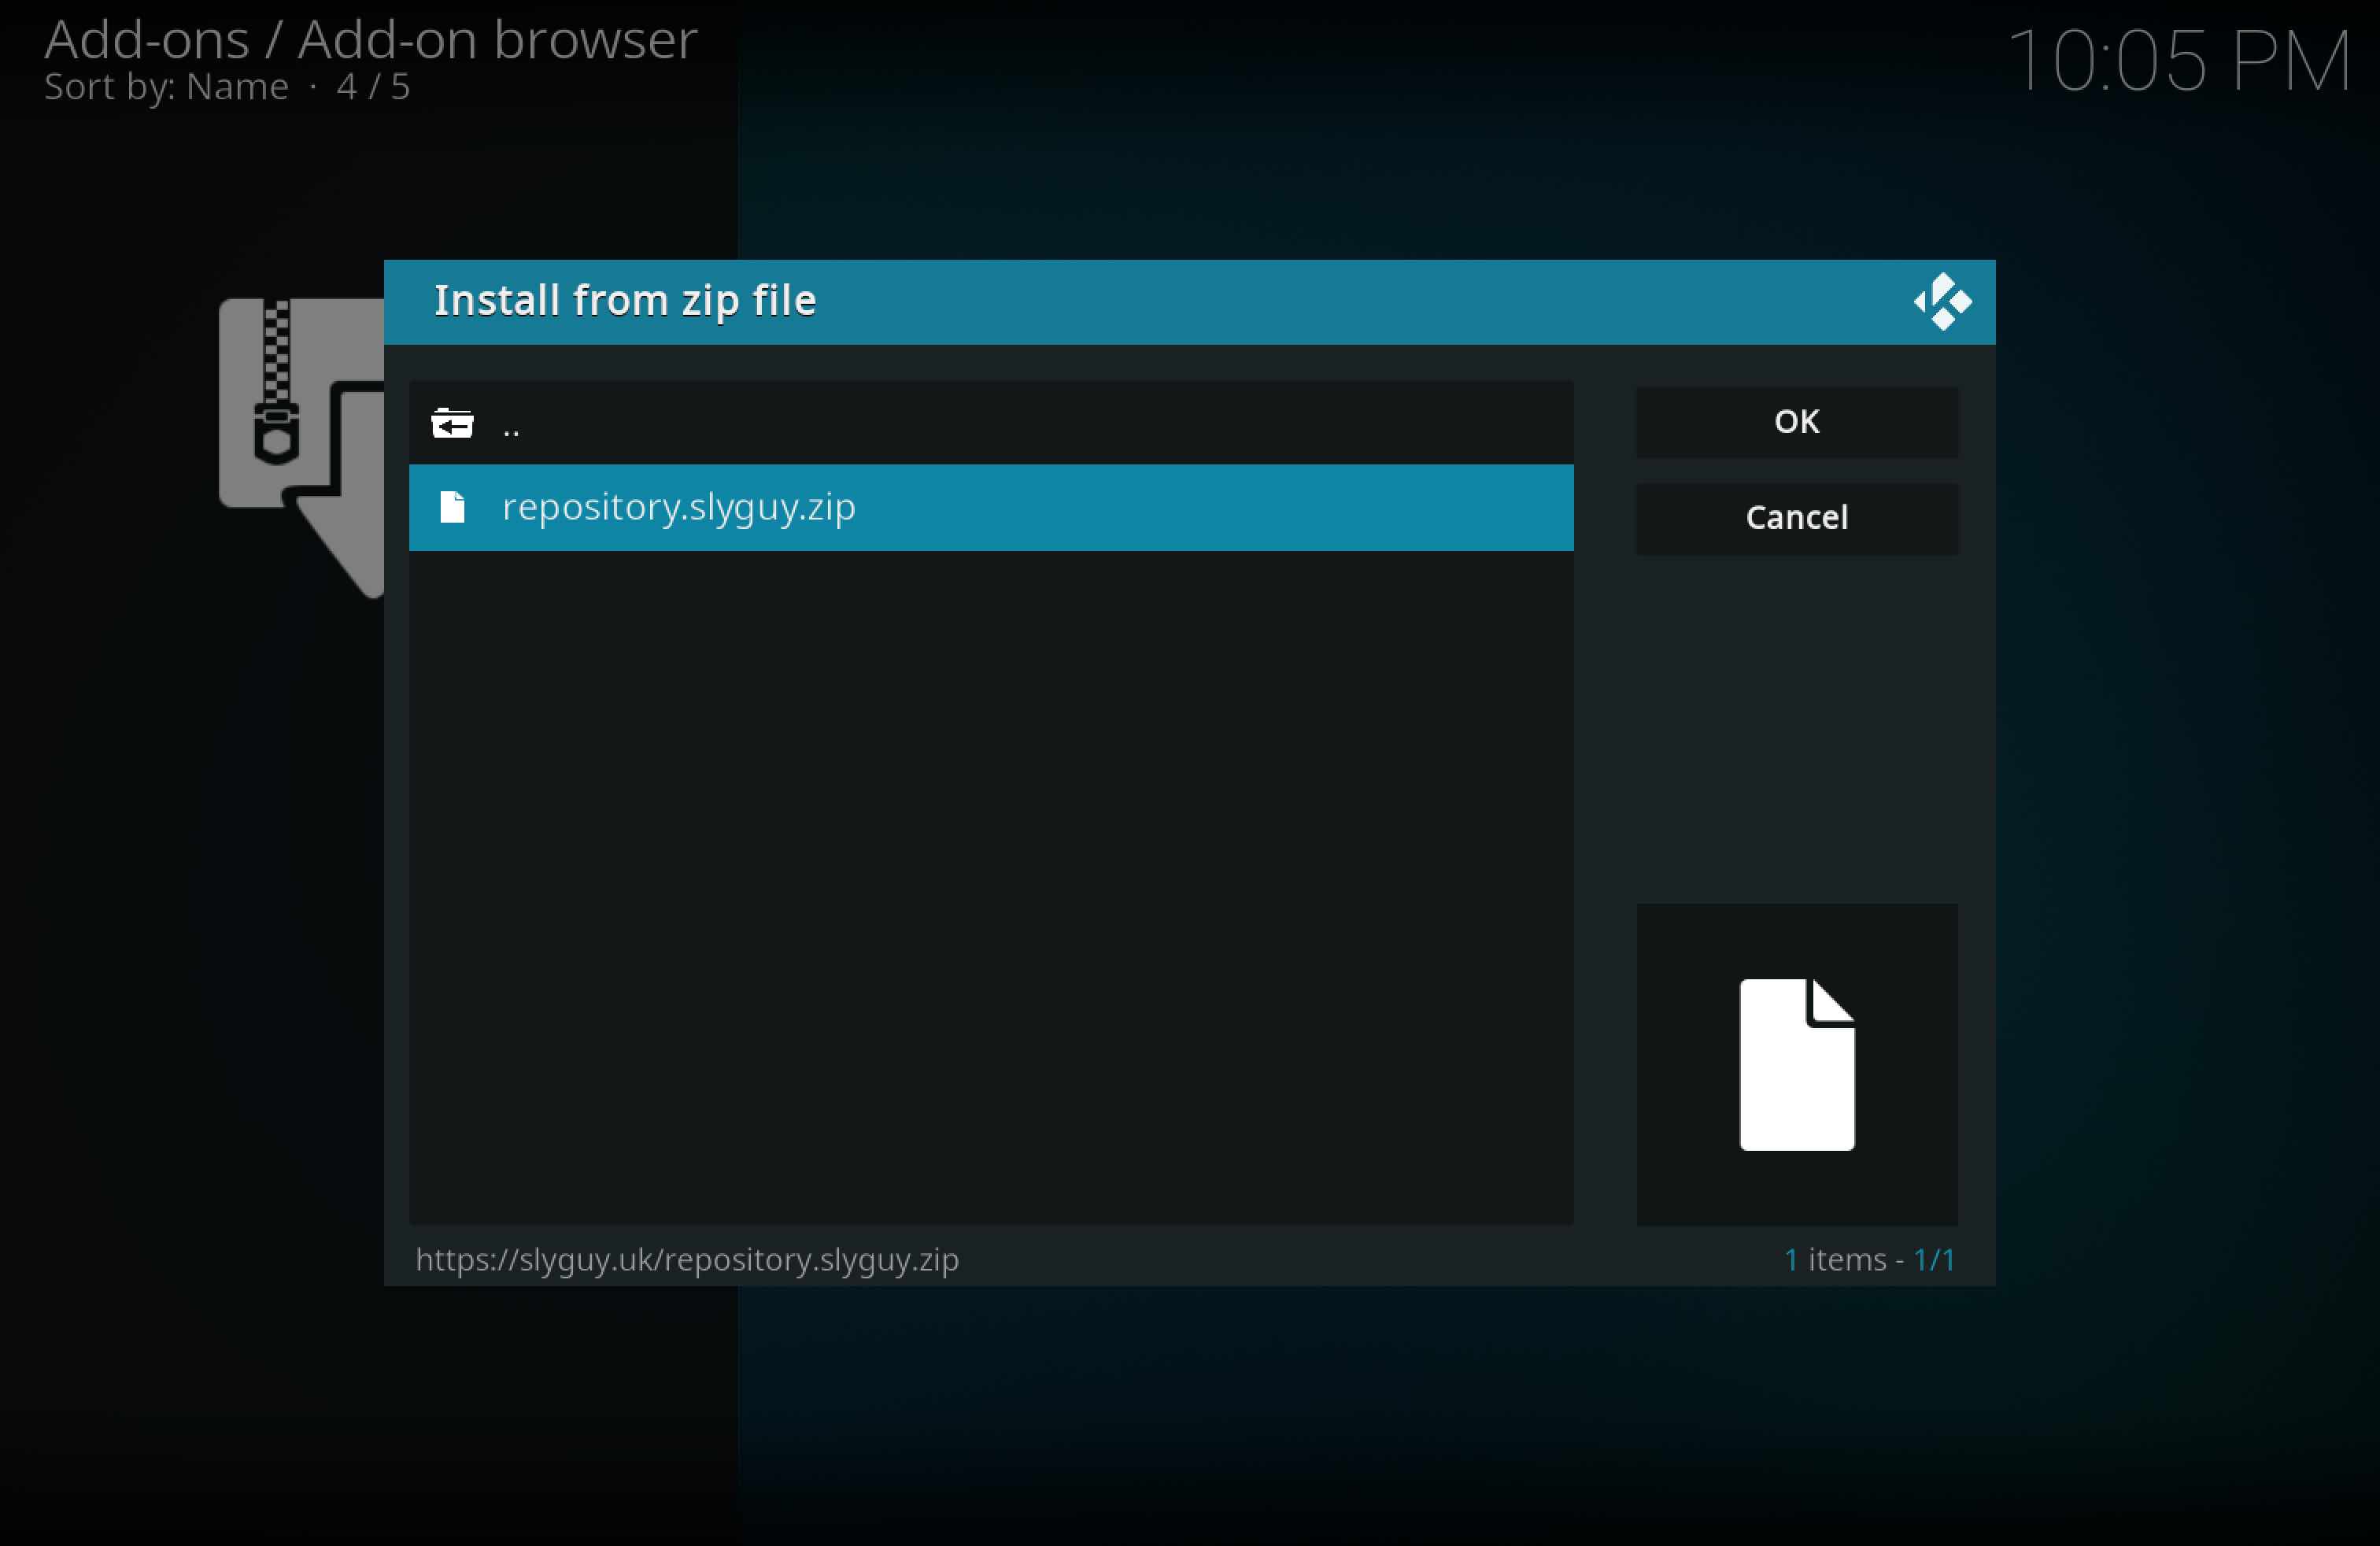 Add-ons / Add-on browser
Sort by: Name · 4 / 5
10:05 PM
Install from zip file
..
repository.slyguy.zip
OK
Cancel
https://slyguy.uk/repository.slyguy.zip
1 items - 1/1